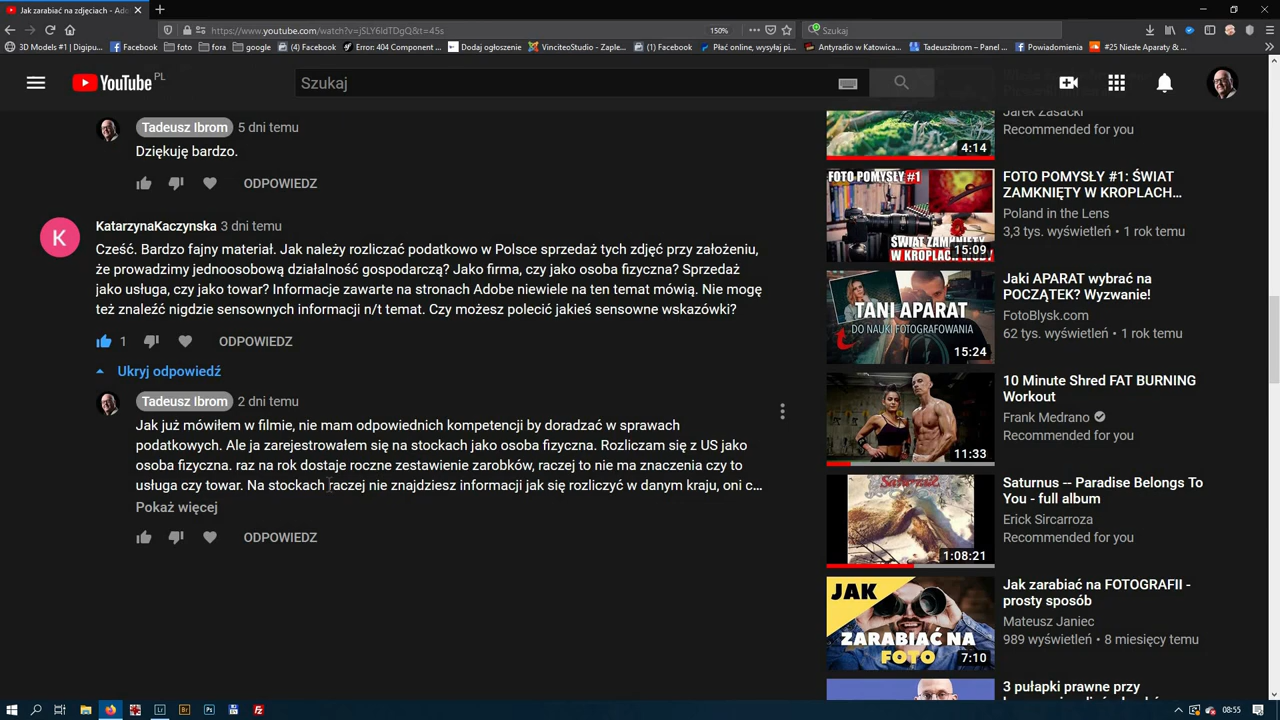 Jak zarabiać na zdjęciach - Ado
https://www.youtube.com/watch?v=jSLY6ldTDgQ&t=45s
150%
Szukaj
3D Models #1 | Digipu...
Facebook
foto
fora
google
(4) Facebook
Error: 404 Component ...
Dodaj ogłoszenie
VinciteoStudio - Zaple...
(1) Facebook
Płać online, wysyłaj pi...
Antyradio w Katowica...
Tadeuszibrom – Panel ...
Powiadomienia
#25 Niezłe Aparaty & ...
YouTube PL
Szukaj
Tadeusz Ibrom 5 dni temu
Dziękuję bardzo.
ODPOWIEDZ
K
KatarzynaKaczynska 3 dni temu
Cześć. Bardzo fajny materiał. Jak należy rozliczać podatkowo w Polsce sprzedaż tych zdjęć przy założeniu,
że prowadzimy jednoosobową działalność gospodarczą? Jako firma, czy jako osoba fizyczna? Sprzedaż
jako usługa, czy jako towar? Informacje zawarte na stronach Adobe niewiele na ten temat mówią. Nie mogę
też znaleźć nigdzie sensownych informacji n/t temat. Czy możesz polecić jakieś sensowne wskazówki?
1 ODPOWIEDZ
Ukryj odpowiedź
Tadeusz Ibrom 2 dni temu
Jak już mówiłem w filmie, nie mam odpowiednich kompetencji by doradzać w sprawach
podatkowych. Ale ja zarejestrowałem się na stockach jako osoba fizyczna. Rozliczam się z US jako
osoba fizyczna. raz na rok dostaje roczne zestawienie zarobków, raczej to nie ma znaczenia czy to
usługa czy towar. Na stockach raczej nie znajdziesz informacji jak się rozliczyć w danym kraju, oni c...
Pokaż więcej
ODPOWIEDZ
Jarek Zasacki
Recommended for you
4:14
FOTO POMYSŁY #1
ŚWIAT
ZAMKNIĘTY W KROPLACH
15:09
FOTO POMYSŁY #1: ŚWIAT
ZAMKNIĘTY W KROPLACH...
Poland in the Lens
3,3 tys. wyświetleń • 1 rok temu
TANI APARAT
DO NAUKI FOTOGRAFOWANIA
15:24
Jaki APARAT wybrać na
POCZĄTEK? Wyzwanie!
FotoBlysk.com
62 tys. wyświetleń • 1 rok temu
11:33
10 Minute Shred FAT BURNING
Workout
Frank Medrano
Recommended for you
Saturnus
1:08:21
Saturnus -- Paradise Belongs To
You - full album
Erick Sircarroza
Recommended for you
JAK
ZARABIAĆ NA
FOTO
7:10
Jak zarabiać na FOTOGRAFII -
prosty sposób
Mateusz Janiec
989 wyświetleń • 8 miesięcy temu
3 pułapki prawne przy
Br
Ps
08:55